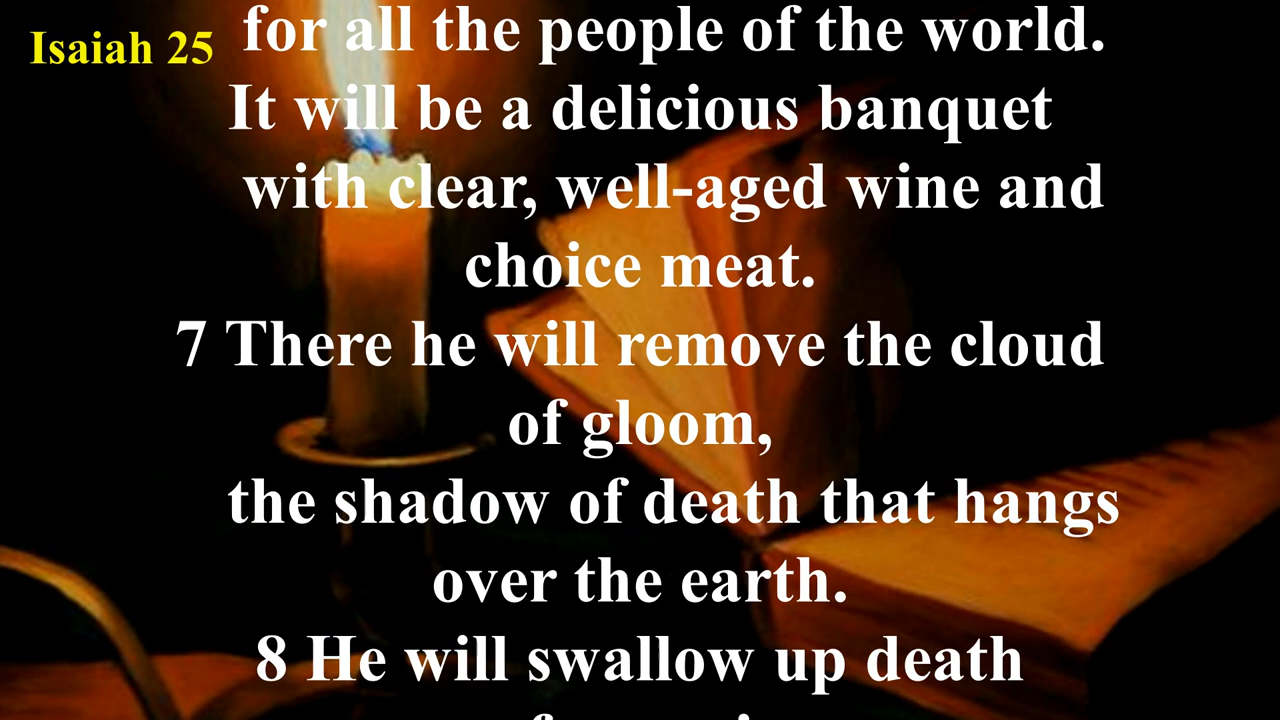 Isaiah 25
for all the people of the world.
It will be a delicious banquet
with clear, well-aged wine and
choice meat.
7 There he will remove the cloud
of gloom,
the shadow of death that hangs
over the earth.
8 He will swallow up death